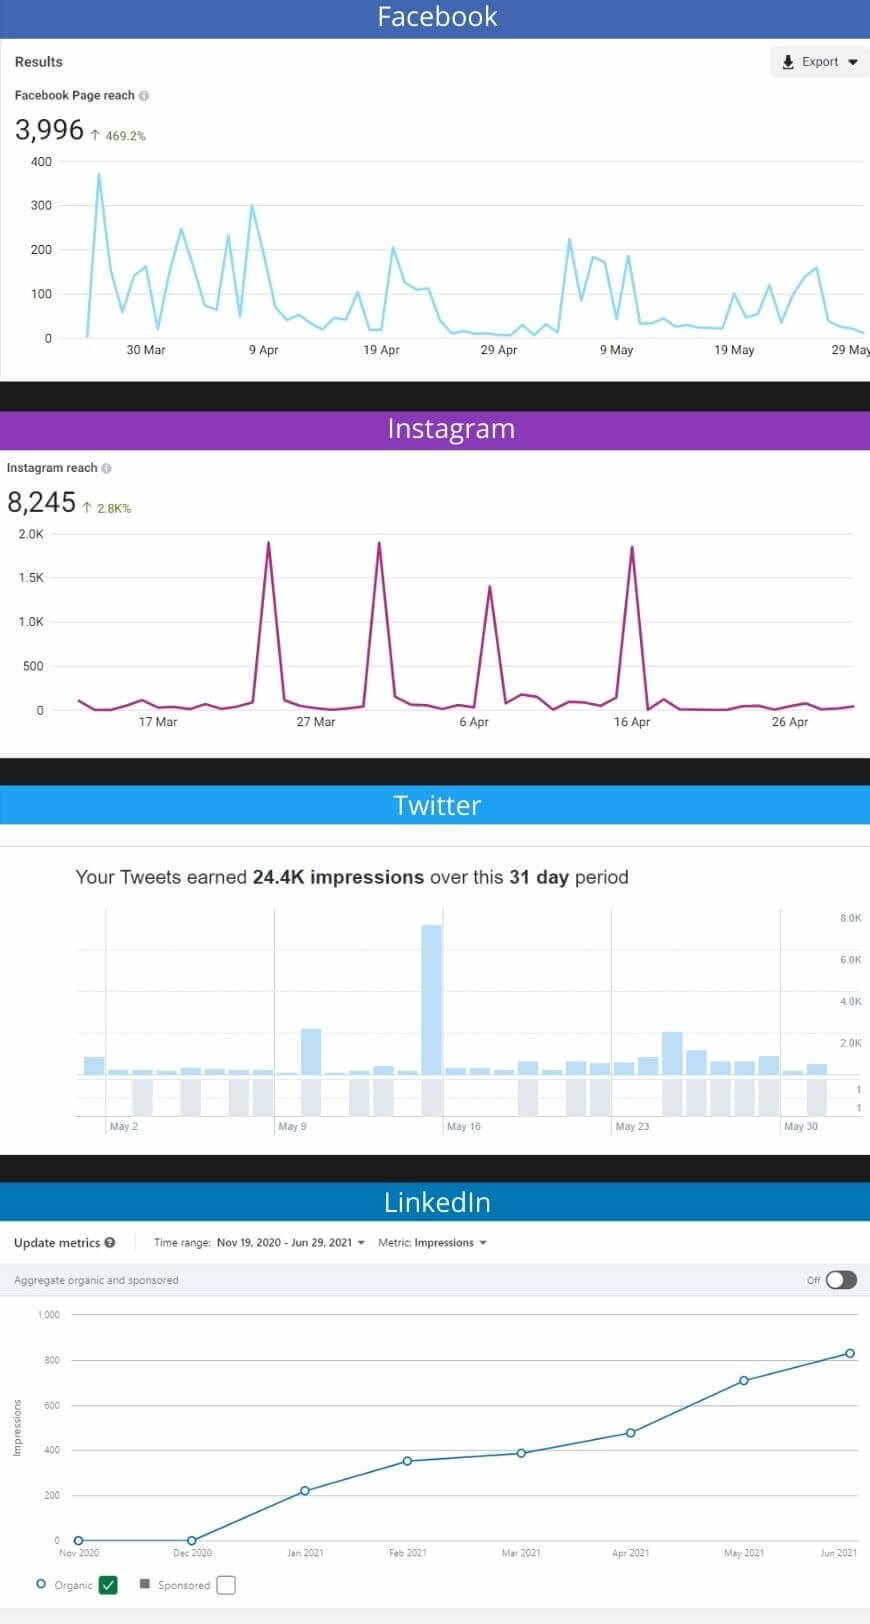 Facebook
Results
Export
Facebook Page reach
3,996 ↑ 469.2%
400
300
200
100
0
30 Mar 9 Apr 19 Apr 29 Apr 9 May 19 May 29 May
Instagram
Instagram reach
8,245 ↑ 2.8K%
2.0K
1.5K
1.0K
500
0
17 Mar 27 Mar 6 Apr 16 Apr 26 Apr
Twitter
Your Tweets earned 24.4K impressions over this 31 day period
8.0K
6.0K
4.0K
2.0K
1
1
May 2 May 9 May 16 May 23 May 30
LinkedIn
Update metrics Time range: Nov 19, 2020 - Jun 29, 2021 Metric: Impressions
Aggregate organic and sponsored Off
1,000
800
600
400
200
0
Impressions
Nov 2020 Dec 2020 Jan 2021 Feb 2021 Mar 2021 Apr 2021 May 2021 Jun 2021
Organic Sponsored